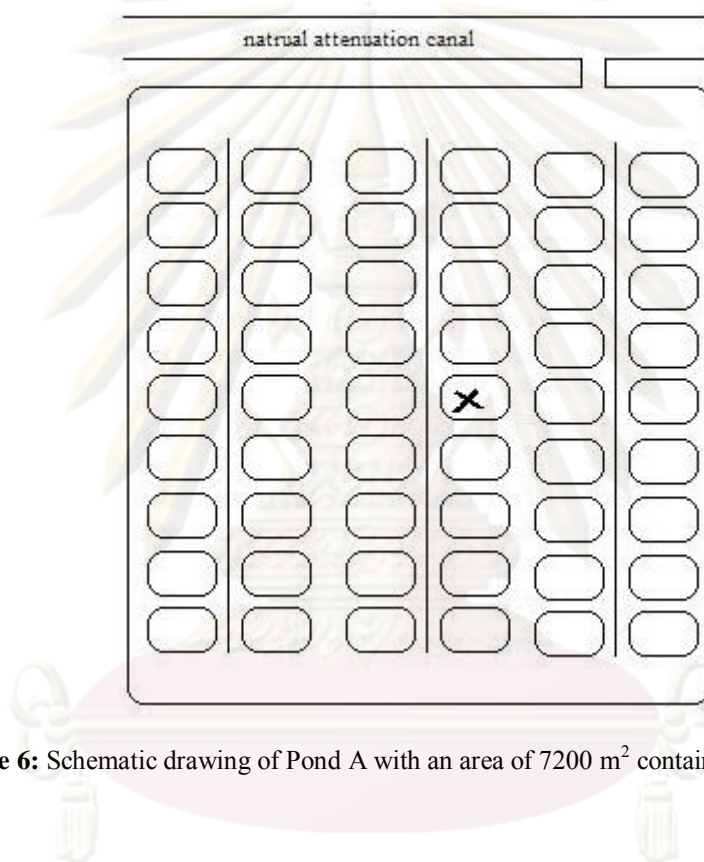 natrual attenuation canal
e 6: Schematic drawing of Pond A with an area of 7200 m² contain